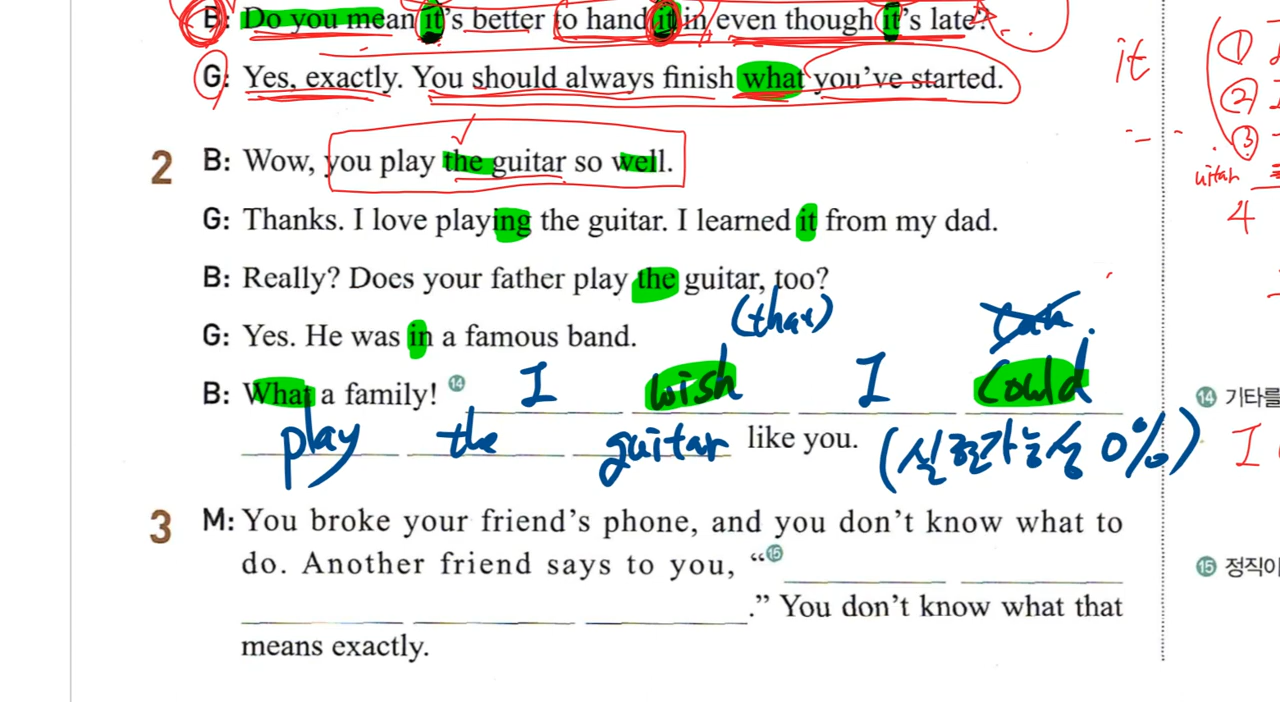 B: Do you mean it's better to hand it in even though it's late?
G: Yes, exactly. You should always finish what you've started.
it
①
②
③
2 B: Wow, you play the guitar so well.
uitar
4
G: Thanks. I love playing the guitar. I learned it from my dad.
B: Really? Does your father play the guitar, too?
(that)
G: Yes. He was in a famous band.
B: What a family! ⑭ I wish I could
⑭ 기타를
play the guitar like you. (실현가능성 0%)
I
3 M: You broke your friend's phone, and you don't know what to
do. Another friend says to you, “⑮
⑮ 정직이
.” You don't know what that
means exactly.